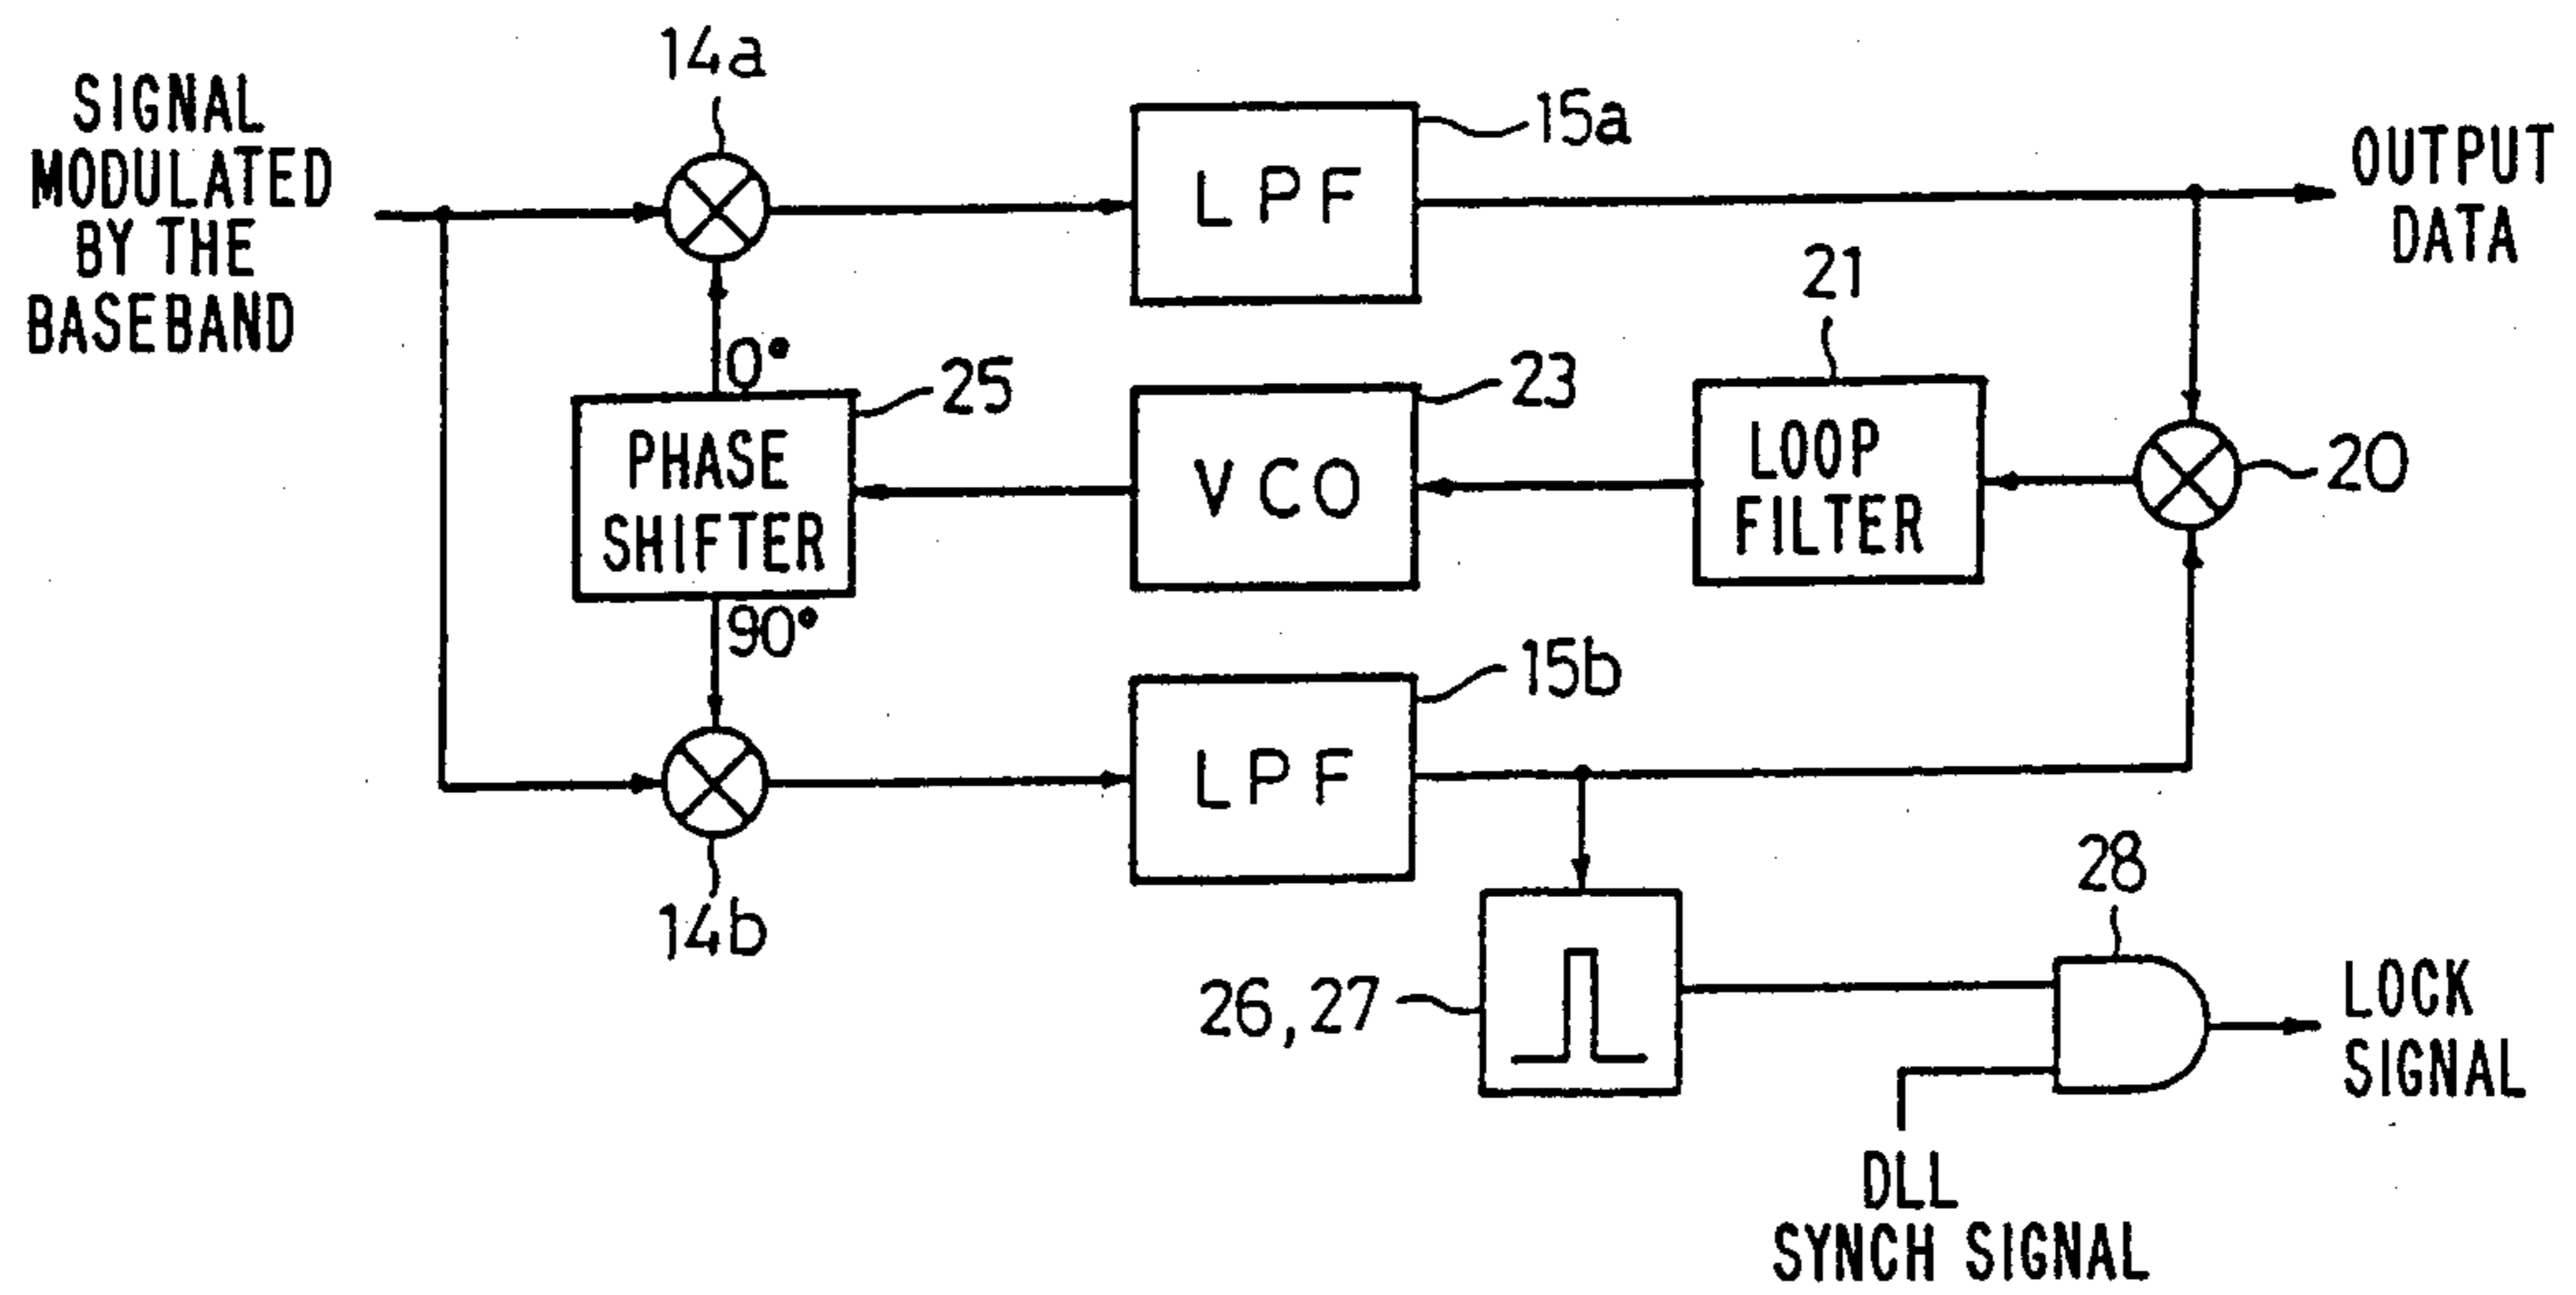 14a
SIGNAL
MODULATED
BY THE
BASEBAND
LPF
15a
OUTPUT
DATA
21
0°
25
PHASE
SHIFTER
90°
23
VCO
LOOP
FILTER
20
15b
LPF
14b
28
26, 27
LOCK
SIGNAL
DLL
SYNCH SIGNAL